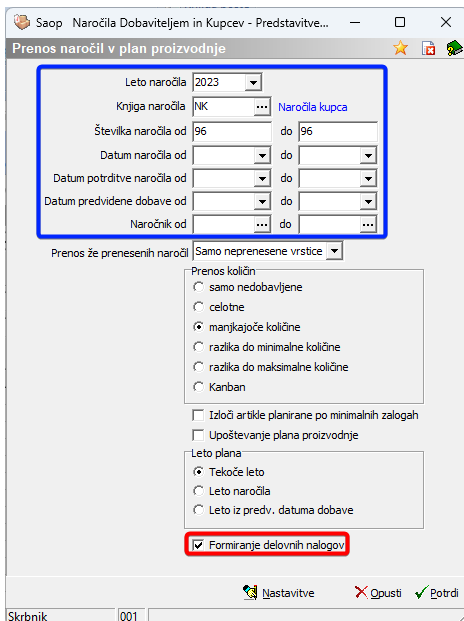 Saop Naročila Dobaviteljem in Kupcev - Predstavitve...
Prenos naročil v plan proizvodnje
Leto naročila 2023
Knjiga naročila NK ... Naročila kupca
Številka naročila od 96 do 96
Datum naročila od do
Datum potrditve naročila od do
Datum predvidene dobave od do
Naročnik od ... do ...
Prenos že prenesenih naročil Samo neprenesene vrstice
Prenos količin
samo nedobavljene
celotne
manjkajoče količine
razlika do minimalne količine
razlika do maksimalne količine
Kanban
Izloči artikle planirane po minimalnih zalogah
Upoštevanje plana proizvodnje
Leto plana
Tekoče leto
Leto naročila
Leto iz predv. datuma dobave
Formiranje delovnih nalogov
Nastavitve Opusti Potrdi
Skrbnik 001